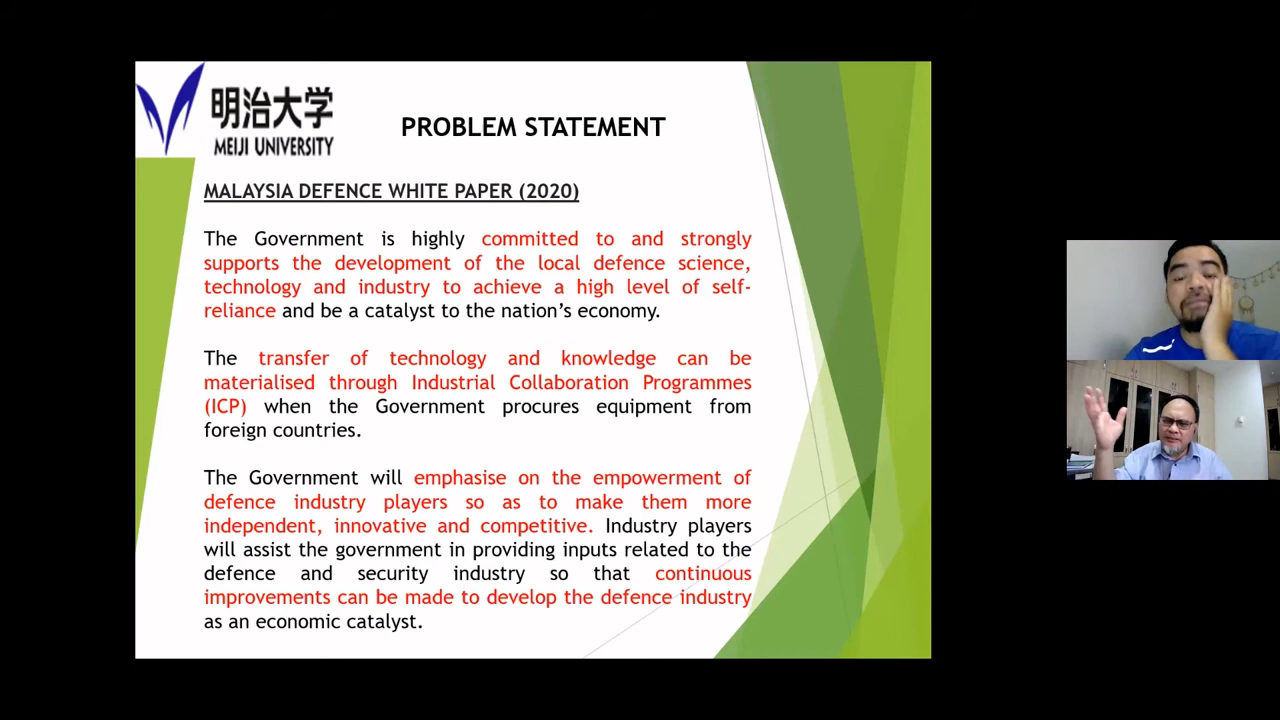 明治大学
MEIJI UNIVERSITY
PROBLEM STATEMENT
MALAYSIA DEFENCE WHITE PAPER (2020)
The Government is highly committed to and strongly
supports the development of the local defence science,
technology and industry to achieve a high level of self-
reliance and be a catalyst to the nation's economy.
The transfer of technology and knowledge can be
materialised through Industrial Collaboration Programmes
(ICP) when the Government procures equipment from
foreign countries.
The Government will emphasise on the empowerment of
defence industry players so as to make them more
independent, innovative and competitive. Industry players
will assist the government in providing inputs related to the
defence and security industry so that continuous
improvements can be made to develop the defence industry
as an economic catalyst.